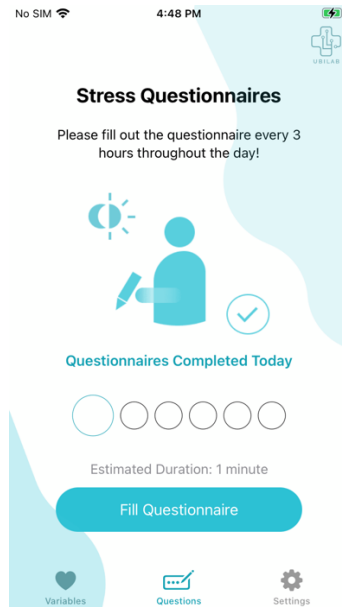 No SIM 4:48 PM
UBILAB
Stress Questionnaires
Please fill out the questionnaire every 3
hours throughout the day!
Questionnaires Completed Today
Estimated Duration: 1 minute
Fill Questionnaire
Variables Questions Settings